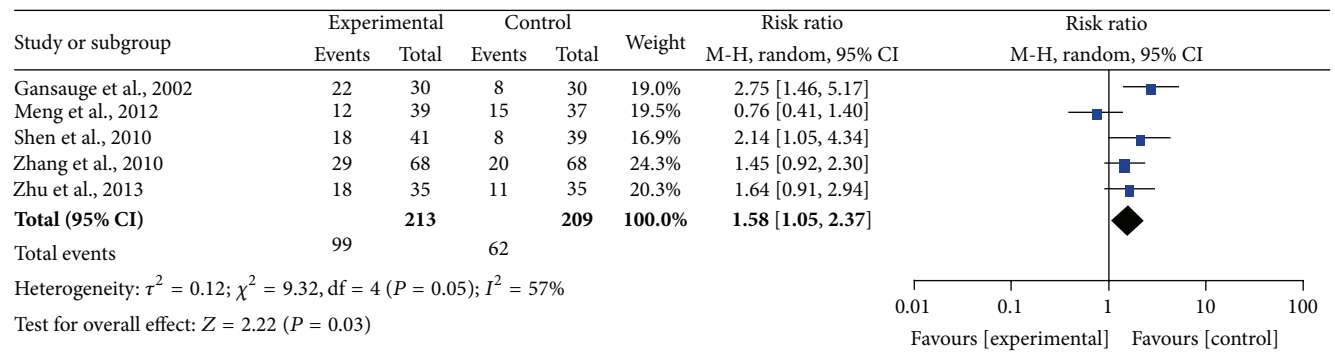 Study or subgroup Experimental Control Weight Risk ratio Risk ratio
Events Total Events Total M-H, random, 95% CI M-H, random, 95% CI
Gansauge et al., 2002 22 30 8 30 19.0% 2.75 [1.46, 5.17]
Meng et al., 2012 12 39 15 37 19.5% 0.76 [0.41, 1.40]
Shen et al., 2010 18 41 8 39 16.9% 2.14 [1.05, 4.34]
Zhang et al., 2010 29 68 20 68 24.3% 1.45 [0.92, 2.30]
Zhu et al., 2013 18 35 11 35 20.3% 1.64 [0.91, 2.94]
Total (95% CI) 213 209 100.0% 1.58 [1.05, 2.37]
Total events 99 62
Heterogeneity: τ² = 0.12; χ² = 9.32, df = 4 (P = 0.05); I² = 57%
Test for overall effect: Z = 2.22 (P = 0.03)
0.01 0.1 1 10 100
Favours [experimental] Favours [control]